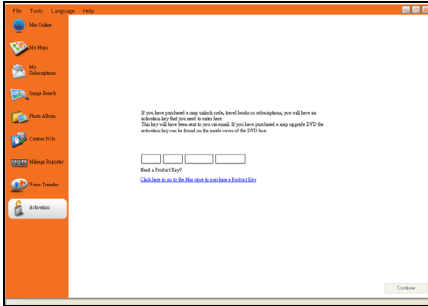 File Tools Language Help
Mio Online
My Maps
My
Subscriptions
Image Search
Photo Album
Custom POIs
Mileage Reporter
Voice Transfer
Activation
If you have purchased a map unlock code, travel books or subscriptions, you will have an
activation key that you need to enter here.
This key will have been sent to you via email. If you have purchased a map upgrade DVD the
activation key can be found on the inside cover of the DVD box.
Need a Product Key?
Click here to go to the Mio store to purchase a Product Key
Continue